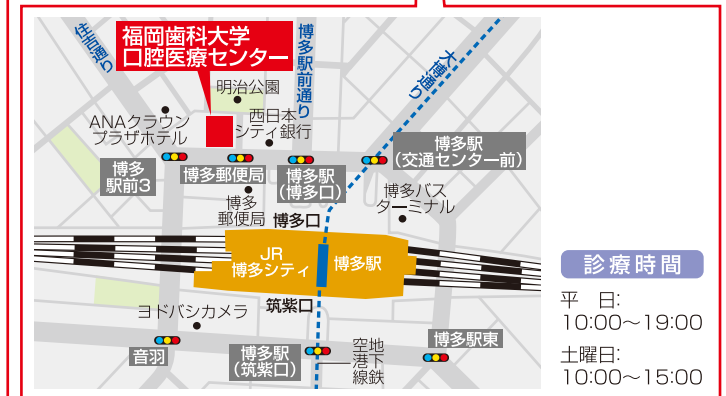 住吉通り
福岡歯科大学
口腔医療センター
博多駅前通り
大博通り
明治公園
ANAクラウン
プラザホテル
西日本
シティ銀行
博多
駅前3
博多郵便局
博多駅
（博多口）
博多駅
（交通センター前）
博多
郵便局
博多口
博多バス
ターミナル
JR
博多シティ
博多駅
筑紫口
ヨドバシカメラ
音羽
博多駅
（筑紫口）
空地
港下
線鉄
博多駅東
診療時間
平　日:
10:00〜19:00
土曜日:
10:00〜15:00